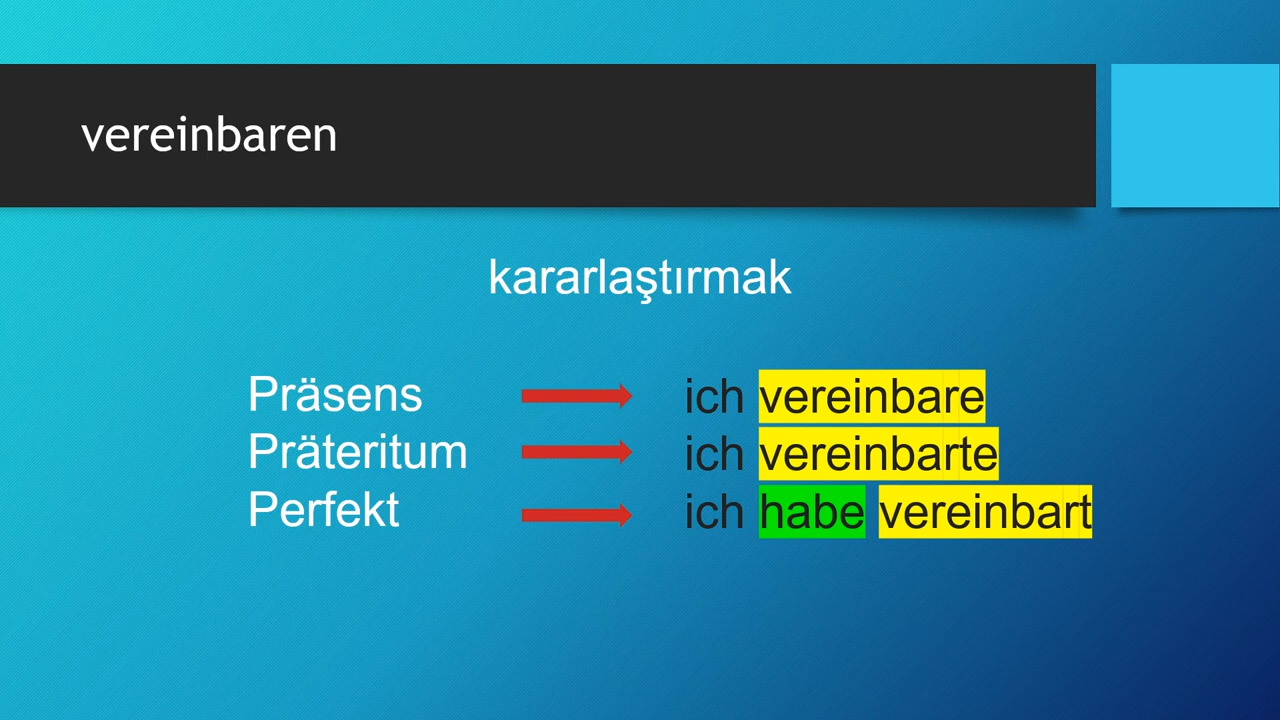 vereinbaren
kararlaştırmak
Präsens ich vereinbare
Präteritum ich vereinbarte
Perfekt ich habe vereinbart